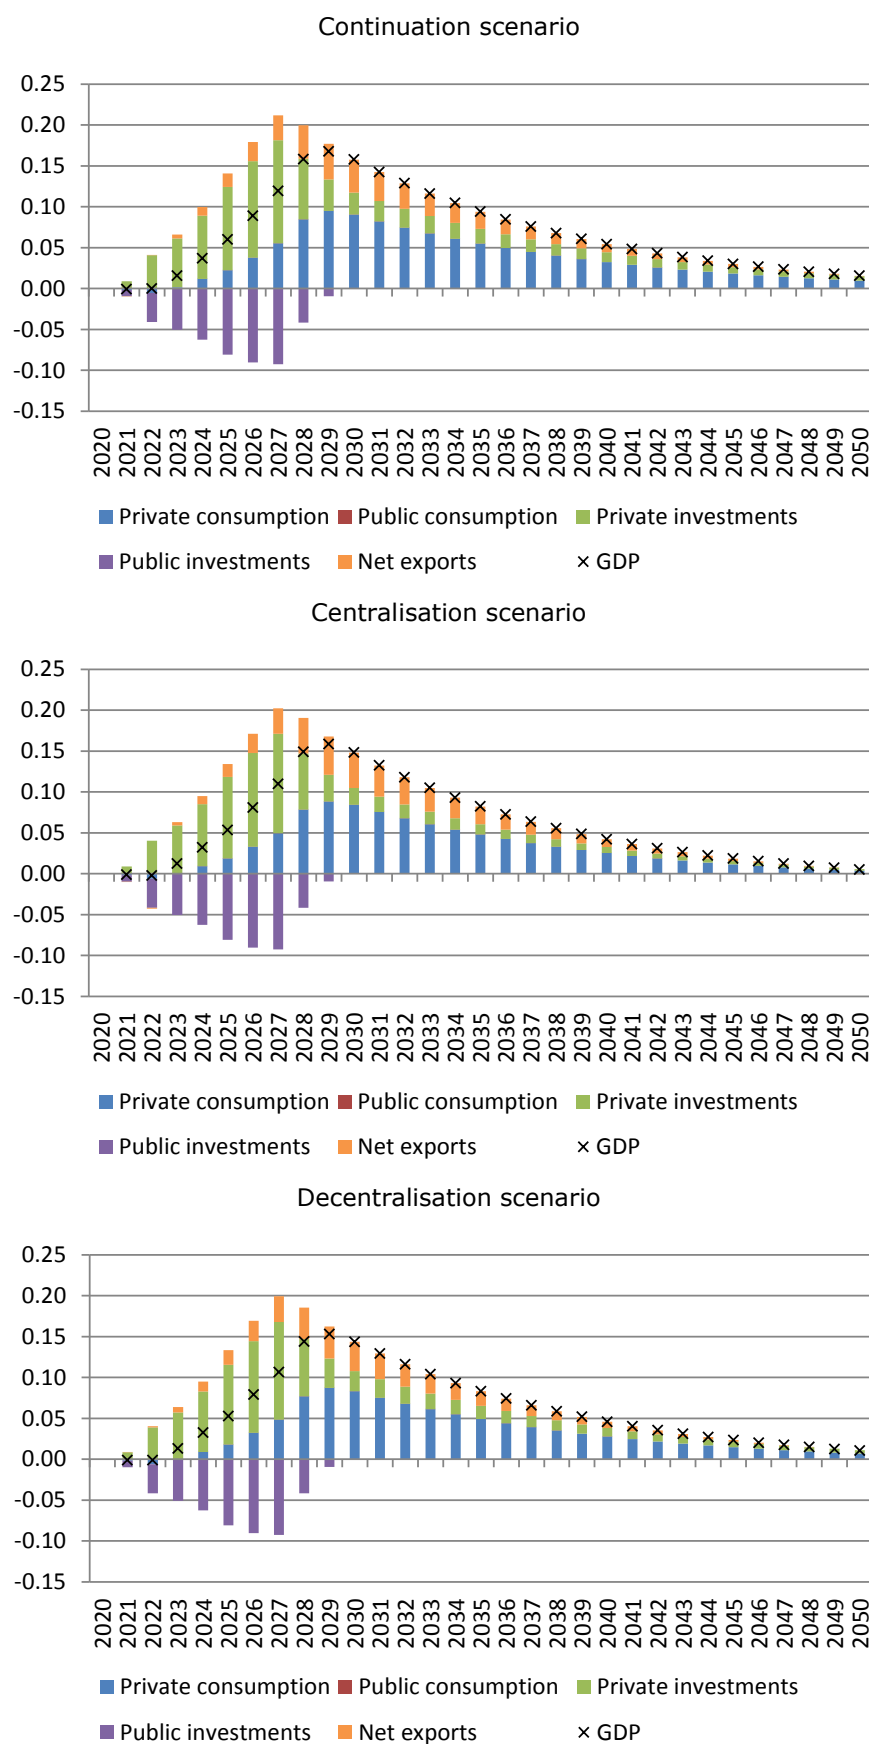 Continuation scenario
0.25
0.20
0.15
0.10
0.05
0.00
-0.05
-0.10
-0.15
2020 2021 2022 2023 2024 2025 2026 2027 2028 2029 2030 2031 2032 2033 2034 2035 2036 2037 2038 2039 2040 2041 2042 2043 2044 2045 2046 2047 2048 2049 2050
Private consumption Public consumption Private investments
Public investments Net exports × GDP
Centralisation scenario
0.25
0.20
0.15
0.10
0.05
0.00
-0.05
-0.10
-0.15
2020 2021 2022 2023 2024 2025 2026 2027 2028 2029 2030 2031 2032 2033 2034 2035 2036 2037 2038 2039 2040 2041 2042 2043 2044 2045 2046 2047 2048 2049 2050
Private consumption Public consumption Private investments
Public investments Net exports × GDP
Decentralisation scenario
0.25
0.20
0.15
0.10
0.05
0.00
-0.05
-0.10
-0.15
2020 2021 2022 2023 2024 2025 2026 2027 2028 2029 2030 2031 2032 2033 2034 2035 2036 2037 2038 2039 2040 2041 2042 2043 2044 2045 2046 2047 2048 2049 2050
Private consumption Public consumption Private investments
Public investments Net exports × GDP